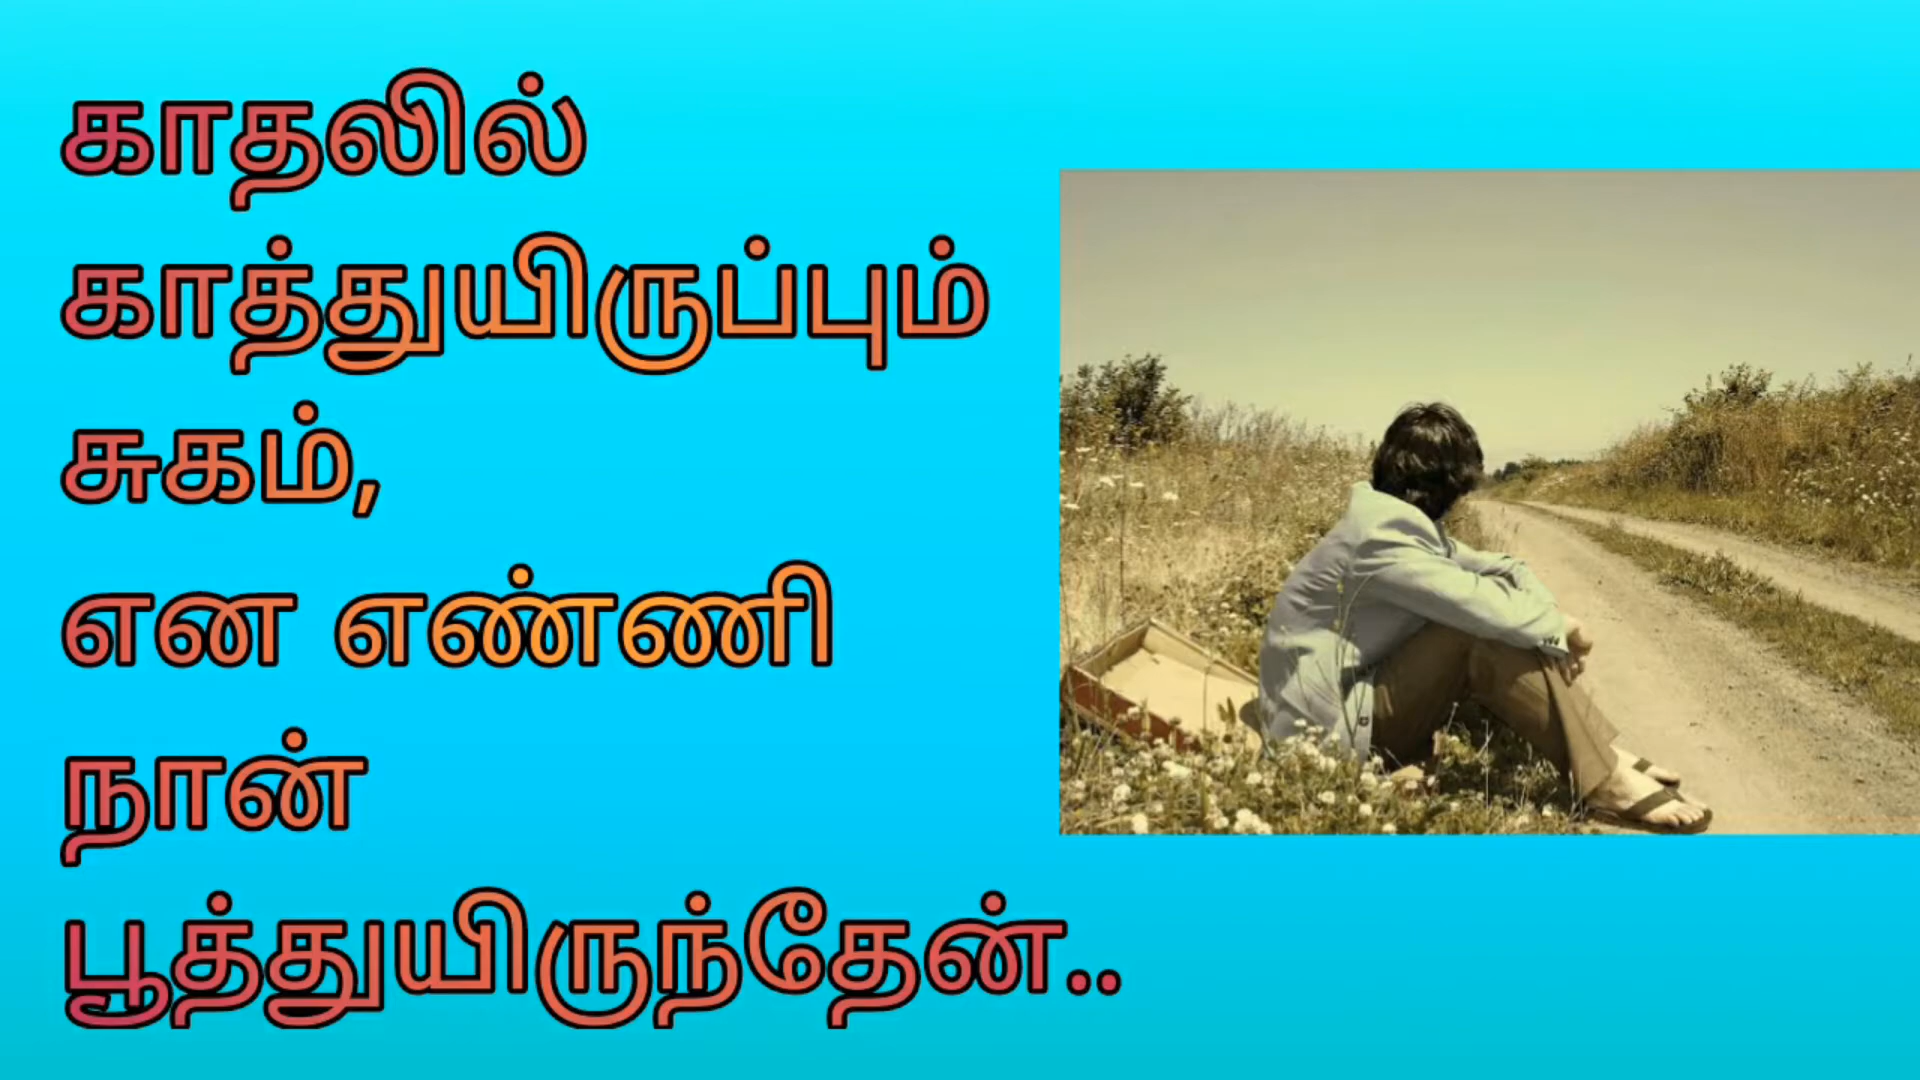 காதலில்
காத்துயிருப்பும்
சுகம்,
என எண்ணி
நான்
பூத்துயிருந்தேன்..